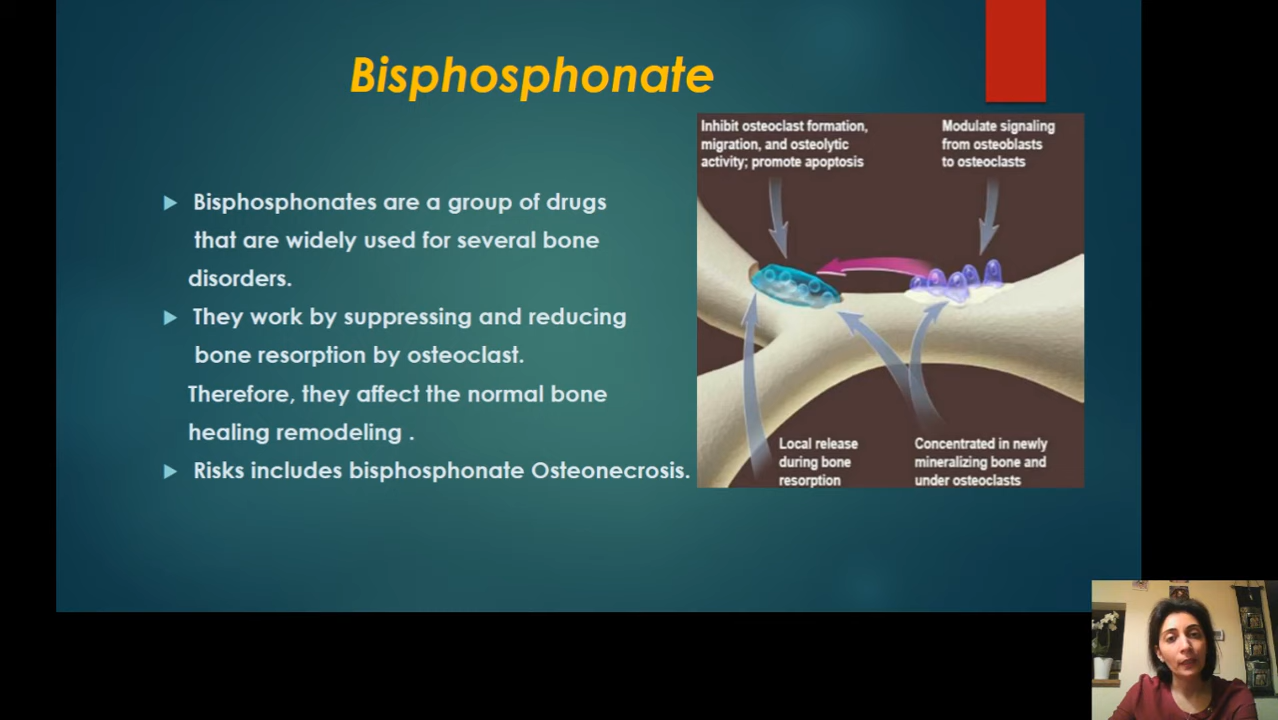 Bisphosphonate
Bisphosphonates are a group of drugs
that are widely used for several bone
disorders.
They work by suppressing and reducing
bone resorption by osteoclast.
Therefore, they affect the normal bone
healing remodeling .
Risks includes bisphosphonate Osteonecrosis.
Inhibit osteoclast formation,
migration, and osteolytic
activity; promote apoptosis
Modulate signaling
from osteoblasts
to osteoclasts
Local release
during bone
resorption
Concentrated in newly
mineralizing bone and
under osteoclasts